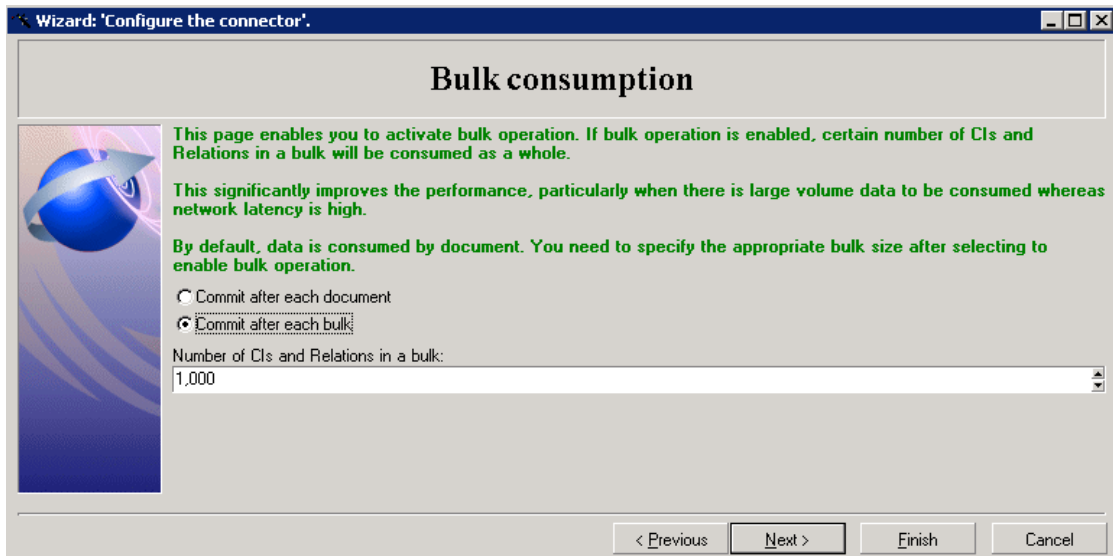 Wizard: 'Configure the connector'.
Bulk consumption
This page enables you to activate bulk operation. If bulk operation is enabled, certain number of CIs and
Relations in a bulk will be consumed as a whole.
This significantly improves the performance, particularly when there is large volume data to be consumed whereas
network latency is high.
By default, data is consumed by document. You need to specify the appropriate bulk size after selecting to
enable bulk operation.
Commit after each document
Commit after each bulk
Number of CIs and Relations in a bulk:
1,000
< Previous Next > Finish Cancel